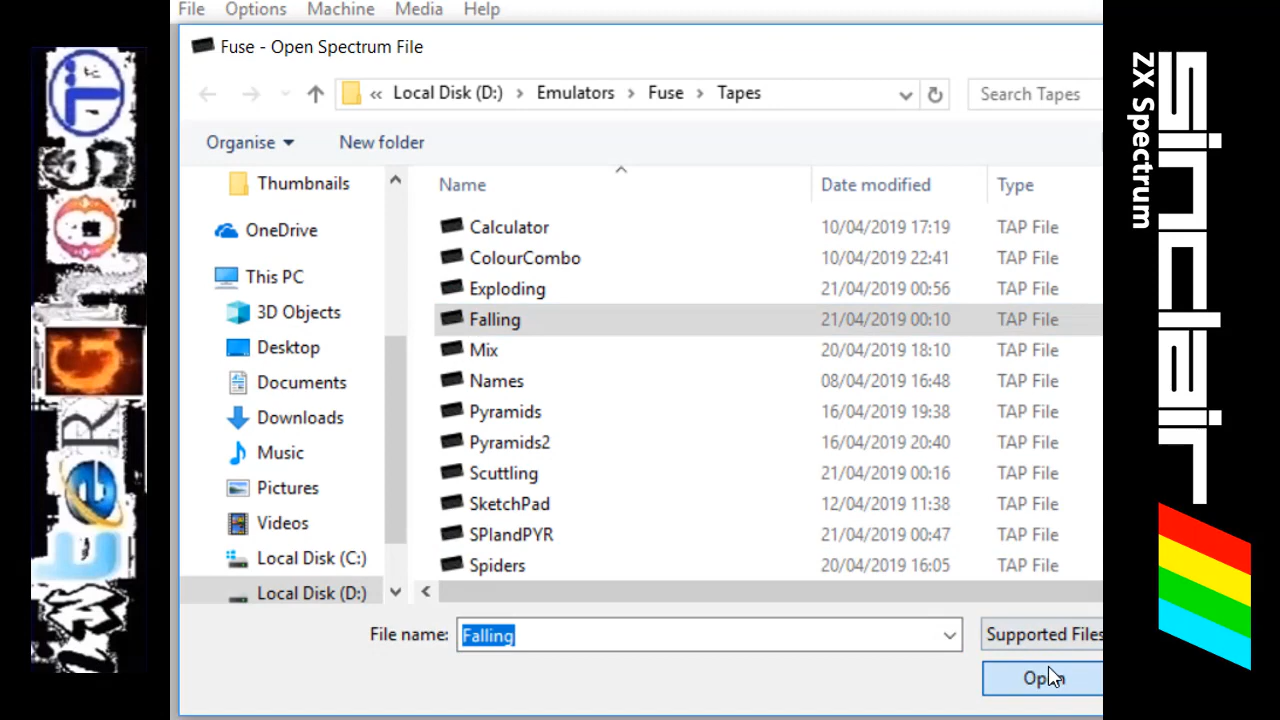 File Options Machine Media Help
Fuse - Open Spectrum File
« Local Disk (D:) > Emulators > Fuse > Tapes
Search Tapes
Organise New folder
Thumbnails
OneDrive
This PC
3D Objects
Desktop
Documents
Downloads
Music
Pictures
Videos
Local Disk (C:)
Local Disk (D:)
Name Date modified Type
Calculator 10/04/2019 17:19 TAP File
ColourCombo 10/04/2019 22:41 TAP File
Exploding 21/04/2019 00:56 TAP File
Falling 21/04/2019 00:10 TAP File
Mix 20/04/2019 18:10 TAP File
Names 08/04/2019 16:48 TAP File
Pyramids 16/04/2019 19:38 TAP File
Pyramids2 16/04/2019 20:40 TAP File
Scuttling 21/04/2019 00:16 TAP File
SketchPad 12/04/2019 11:38 TAP File
SPIandPYR 21/04/2019 00:47 TAP File
Spiders 20/04/2019 16:05 TAP File
File name: Falling
Supported Files
Open
sinclair
ZX Spectrum